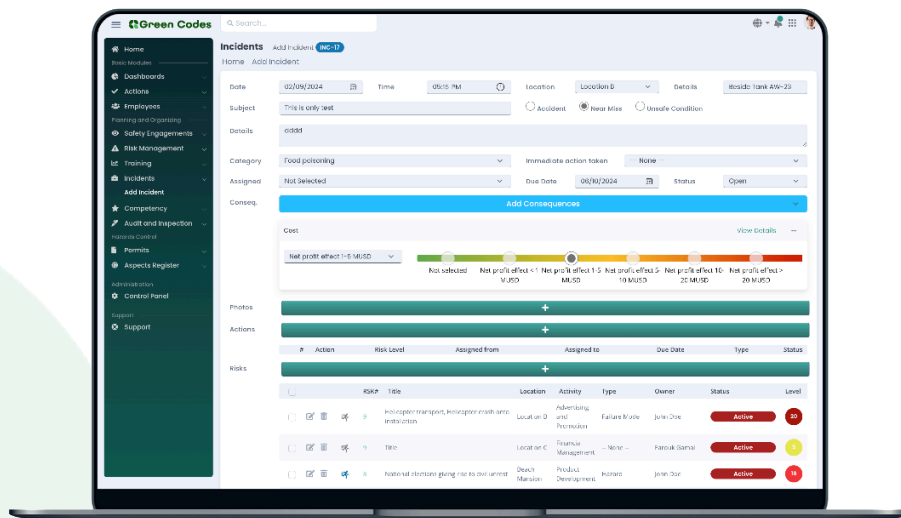 Green Codes
Search...
Home
Basic Modules
Dashboards
Actions
Employees
Planning and Organizing
Safety Engagements
Risk Management
Training
Incidents
Add Incident
Competency
Audit and Inspection
Hazards Control
Permits
Aspects Register
Administration
Control Panel
Support
Support
Incidents Add Incident INC-17
Home Add Incident
Date 02/09/2024 Time 05:15 PM Location Location B Details Beside Tank AW-23
Subject This is only test Accident Near Miss Unsafe Condition
Details dddd
Category Food poisoning Immediate action taken -- None --
Assigned Not Selected Due Date 06/10/2024 Status Open
Conseq. Add Consequences
Cost View Details
Net profit effect 1-5 MUSD
Not selected Net profit effect < 1 Net profit effect 1-5 Net profit effect 5- Net profit effect 10- Net profit effect >
MUSD MUSD 10 MUSD 20 MUSD 20 MUSD
Photos +
Actions +
# Action Risk Level Assigned from Assigned to Due Date Type Status
Risks +
RSK# Title Location Activity Type Owner Status Level
Helicopter transport, Helicopter crash onto installation Location B Advertising and Promotion Failure Mode John Doe Active 20
Title Location C Financial Management -- None -- Farouk Gamal Active
National elections giving rise to civil unrest Beach Mansion Product Development Hazard John Doe Active